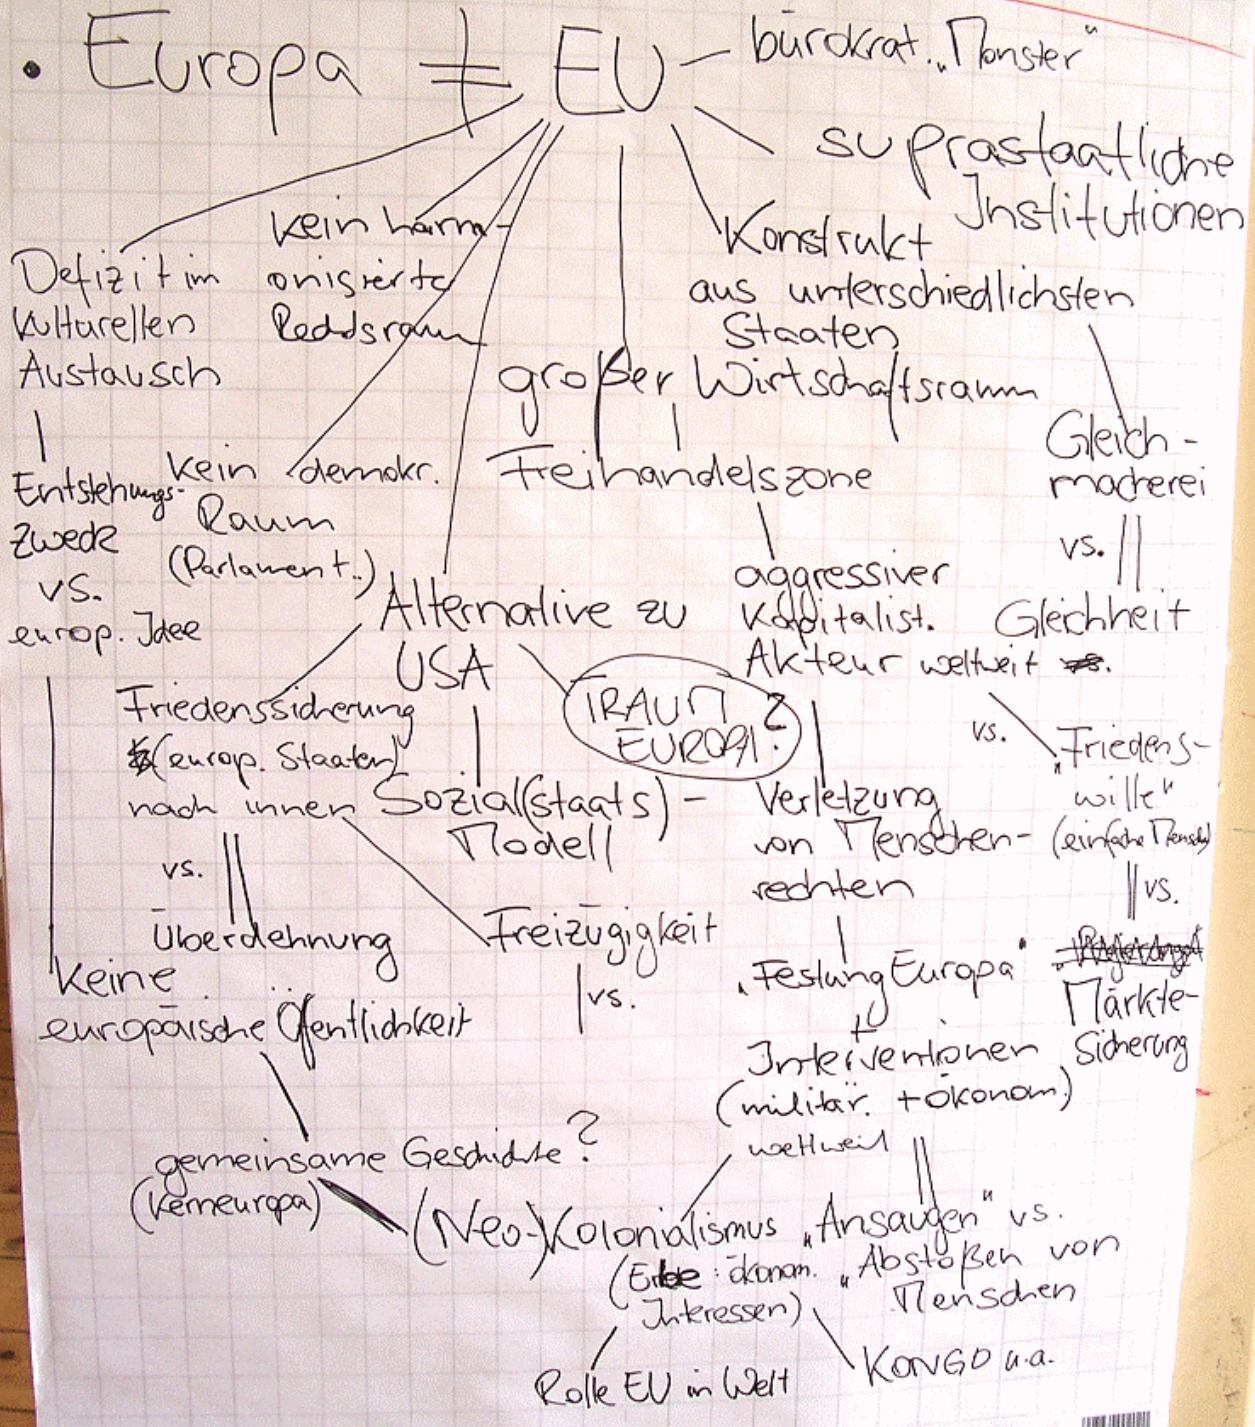 • Europa ≠ EU – bürokrat. „Monster“
suprastaatliche
Institutionen
kein harm-
onisierte
Rechtsraum
Defizit im
kulturellen
Austausch
Konstrukt
aus unterschiedlichsten
Staaten
großer Wirtschaftsraum
Freihandelszone
Gleich-
macherei
vs.
Gleichheit
Entstehungs-
zweck
vs.
europ. Idee
kein demokr.
Raum
(Parlament..)
Alternative zu
USA
aggressiver
Kapitalist.
Akteur weltweit vs.
TRAUM
EUROPA?
Friedenssicherung
(europ. Staaten)
nach innen
vs.
Überdehnung
Sozial(staats)-
Modell
Verletzung
von Menschen-
rechten
vs.
„Friedens-
wille“
(einfache Mensch)
vs.
Märkte-
sicherung
Freizügigkeit
vs.
„Festung Europa“
+
Interventionen
(militär. + ökonom.)
weltweit
Keine
europäische Öffentlichkeit
gemeinsame Geschichte?
(Kerneuropa)
(Neo-)Kolonialismus
(Erbe: ökonom.
Interessen)
„Ansaugen“ vs.
„Abstoßen von
Menschen
Rolle EU in Welt
KONGO u.a.